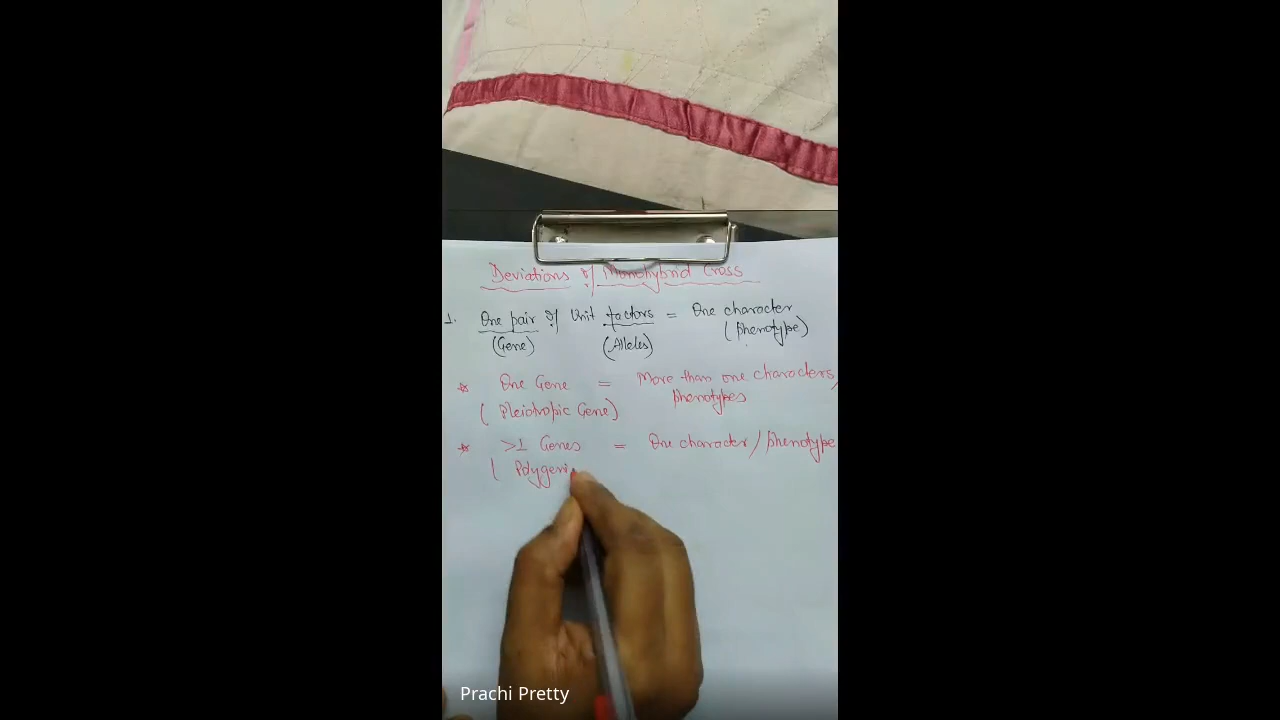 Deviations of Monohybrid Cross
1. One pair of Unit factors = One character
(Gene) (Alleles) (Phenotype)
* One Gene = More than one characters/
(Pleiotropic Gene) phenotypes
* >1 Genes = One character/phenotype
( Polygeni
Prachi Pretty